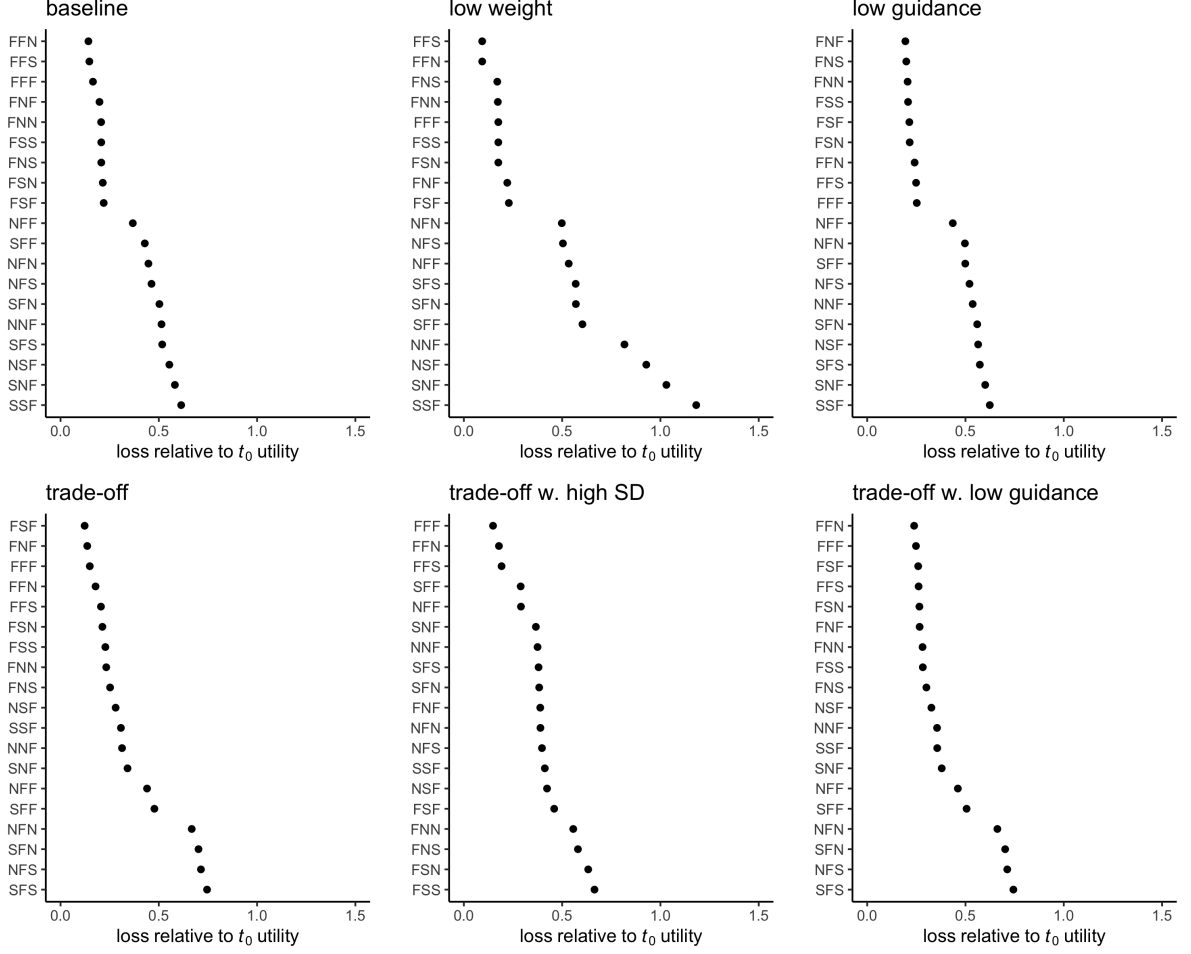 baseline
FFN
FFS
FFF
FNF
FNN
FSS
FNS
FSN
FSF
NFF
SFF
NFN
NFS
SFN
NNF
SFS
NSF
SNF
SSF
0.0 0.5 1.0 1.5
loss relative to t0 utility
low weight
FFS
FFN
FNS
FNN
FFF
FSS
FSN
FNF
FSF
NFN
NFS
NFF
SFS
SFN
SFF
NNF
NSF
SNF
SSF
0.0 0.5 1.0 1.5
loss relative to t0 utility
low guidance
FNF
FNS
FNN
FSS
FSF
FSN
FFN
FFS
FFF
NFF
NFN
SFF
NFS
NNF
SFN
NSF
SFS
SNF
SSF
0.0 0.5 1.0 1.5
loss relative to t0 utility
trade-off
FSF
FNF
FFF
FFN
FFS
FSN
FSS
FNN
FNS
NSF
SSF
NNF
SNF
NFF
SFF
NFN
SFN
NFS
SFS
0.0 0.5 1.0 1.5
loss relative to t0 utility
trade-off w. high SD
FFF
FFN
FFS
SFF
NFF
SNF
NNF
SFS
SFN
FNF
NFN
NFS
SSF
NSF
FSF
FNN
FNS
FSN
FSS
0.0 0.5 1.0 1.5
loss relative to t0 utility
trade-off w. low guidance
FFN
FFF
FSF
FFS
FSN
FNF
FNN
FSS
FNS
NSF
NNF
SSF
SNF
NFF
SFF
NFN
SFN
NFS
SFS
0.0 0.5 1.0 1.5
loss relative to t0 utility